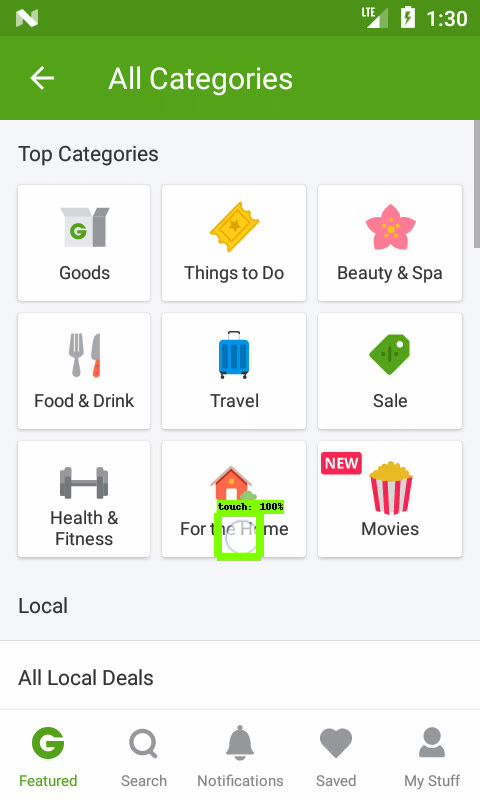 LTE 1:30
All Categories
Top Categories
Goods
Things to Do
Beauty & Spa
Food & Drink
Travel
Sale
Health &
Fitness
touch: 100%
For the Home
NEW
Movies
Local
All Local Deals
Featured
Search
Notifications
Saved
My Stuff